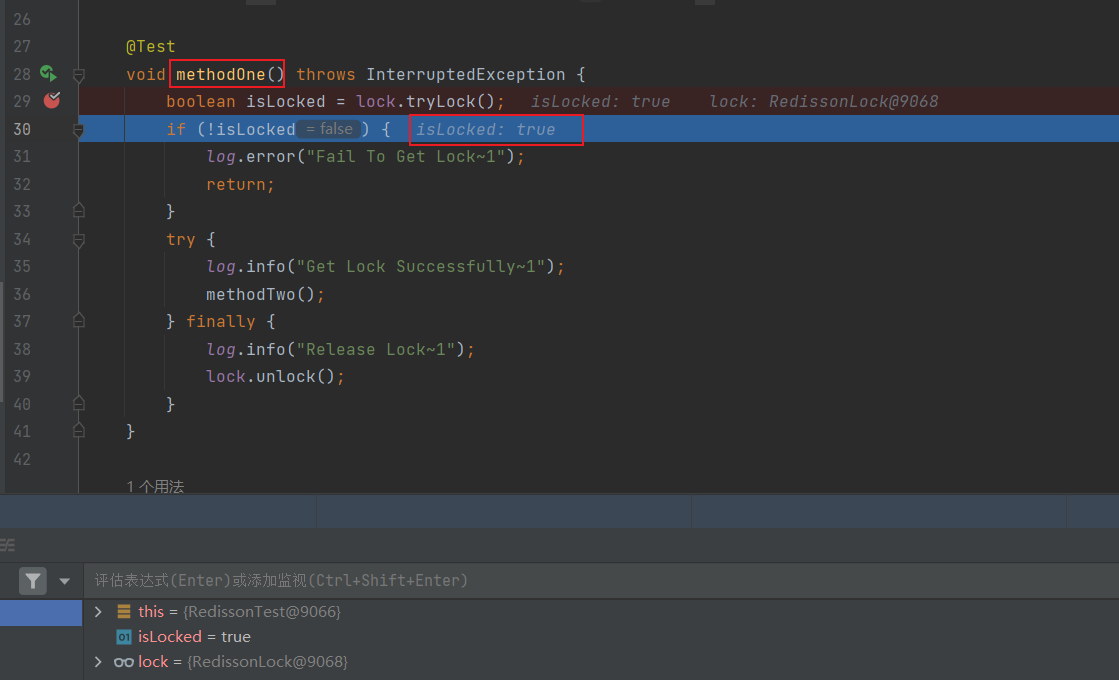 26
27 @Test
28 void methodOne() throws InterruptedException {
29 boolean isLocked = lock.tryLock(); isLocked: true lock: RedissonLock@9068
30 if (!isLocked = false ) { isLocked: true
31 log.error("Fail To Get Lock~1");
32 return;
33 }
34 try {
35 log.info("Get Lock Successfully~1");
36 methodTwo();
37 } finally {
38 log.info("Release Lock~1");
39 lock.unlock();
40 }
41 }
42
1 个用法
评估表达式(Enter)或添加监视(Ctrl+Shift+Enter)
this = {RedissonTest@9066}
01 isLocked = true
lock = {RedissonLock@9068}